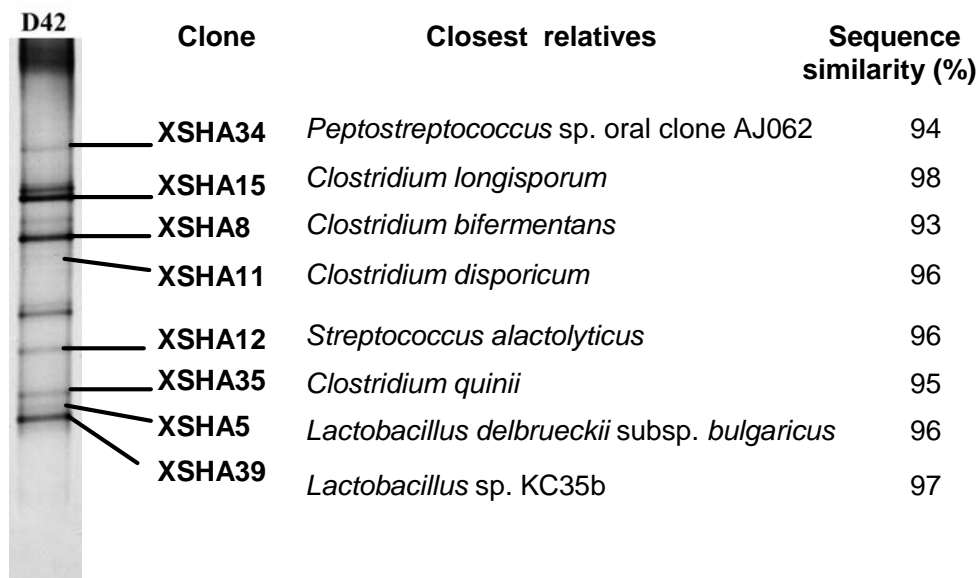 D42
Clone Closest relatives Sequence similarity (%)
XSHA34 Peptostreptococcus sp. oral clone AJ062 94
XSHA15 Clostridium longisporum 98
XSHA8 Clostridium bifermentans 93
XSHA11 Clostridium disporicum 96
XSHA12 Streptococcus alactolyticus 96
XSHA35 Clostridium quinii 95
XSHA5 Lactobacillus delbrueckii subsp. bulgaricus 96
XSHA39 Lactobacillus sp. KC35b 97